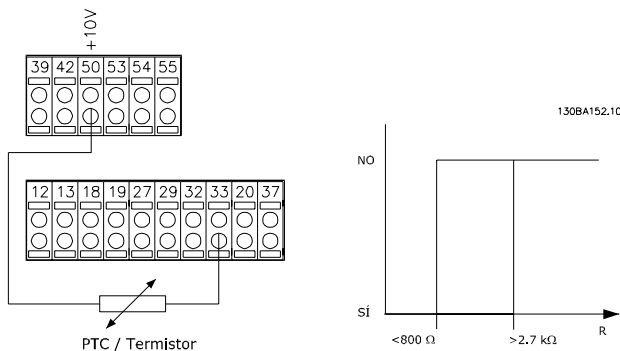 +10V
39 42 50 53 54 55
12 13 18 19 27 29 32 33 20 37
PTC / Termistor
130BA152.10
NO
SÍ
<800 Ω
>2.7 kΩ
R